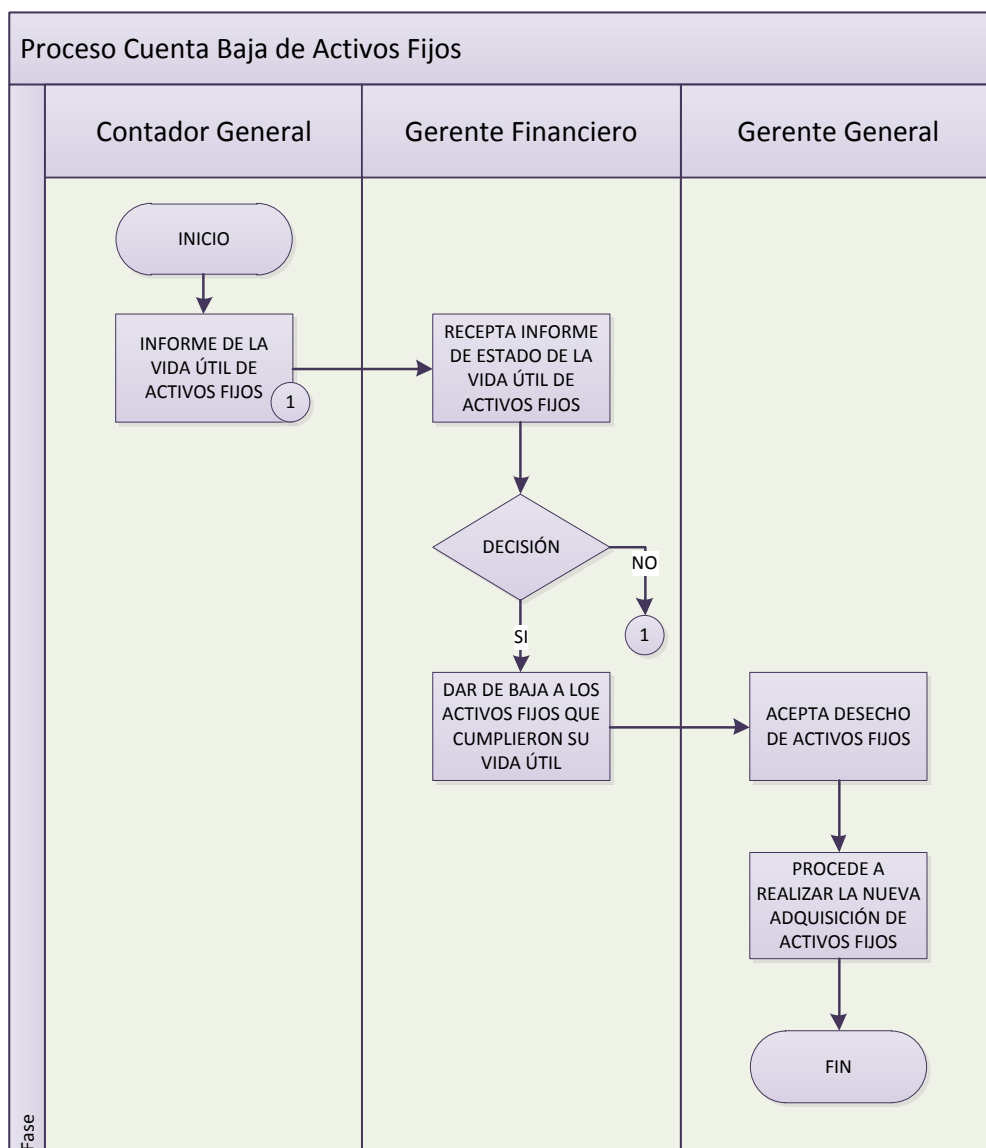 Proceso Cuenta Baja de Activos Fijos
Contador General
Gerente Financiero
Gerente General
INICIO
INFORME DE LA
VIDA ÚTIL DE
ACTIVOS FIJOS
1
RECEPTA INFORME
DE ESTADO DE LA
VIDA ÚTIL DE
ACTIVOS FIJOS
DECISIÓN
NO
1
SI
DAR DE BAJA A LOS
ACTIVOS FIJOS QUE
CUMPLIERON SU
VIDA ÚTIL
ACEPTA DESECHO
DE ACTIVOS FIJOS
PROCEDE A
REALIZAR LA NUEVA
ADQUISICIÓN DE
ACTIVOS FIJOS
FIN
Fase